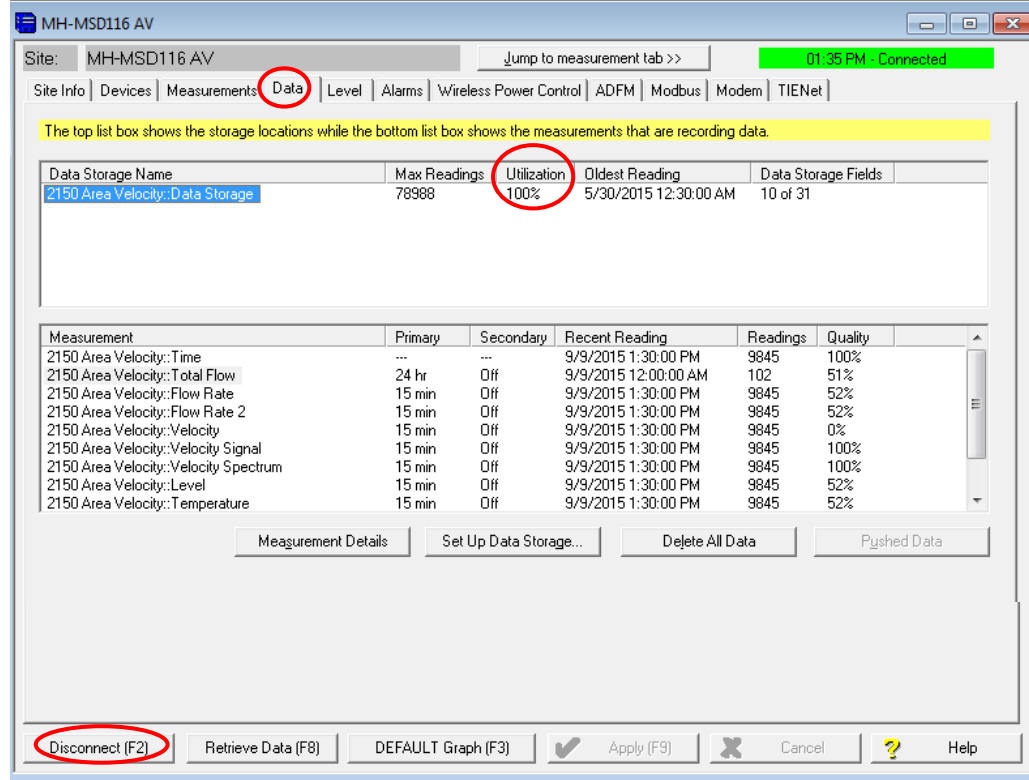 MH-MSD116 AV
Site: MH-MSD116 AV Jump to measurement tab >> 01:35 PM - Connected
Site Info Devices Measurements Data Level Alarms Wireless Power Control ADFM Modbus Modem TIENet
The top list box shows the storage locations while the bottom list box shows the measurements that are recording data.
Data Storage Name Max Readings Utilization Oldest Reading Data Storage Fields
2150 Area Velocity::Data Storage 78988 100% 5/30/2015 12:30:00 AM 10 of 31
Measurement Primary Secondary Recent Reading Readings Quality
2150 Area Velocity::Time --- --- 9/9/2015 1:30:00 PM 9845 100%
2150 Area Velocity::Total Flow 24 hr Off 9/9/2015 12:00:00 AM 102 51%
2150 Area Velocity::Flow Rate 15 min Off 9/9/2015 1:30:00 PM 9845 52%
2150 Area Velocity::Flow Rate 2 15 min Off 9/9/2015 1:30:00 PM 9845 52%
2150 Area Velocity::Velocity 15 min Off 9/9/2015 1:30:00 PM 9845 0%
2150 Area Velocity::Velocity Signal 15 min Off 9/9/2015 1:30:00 PM 9845 100%
2150 Area Velocity::Velocity Spectrum 15 min Off 9/9/2015 1:30:00 PM 9845 100%
2150 Area Velocity::Level 15 min Off 9/9/2015 1:30:00 PM 9845 52%
2150 Area Velocity::Temperature 15 min Off 9/9/2015 1:30:00 PM 9845 52%
Measurement Details Set Up Data Storage... Delete All Data Pushed Data
Disconnect (F2) Retrieve Data (F8) DEFAULT Graph (F3) Apply (F9) Cancel Help